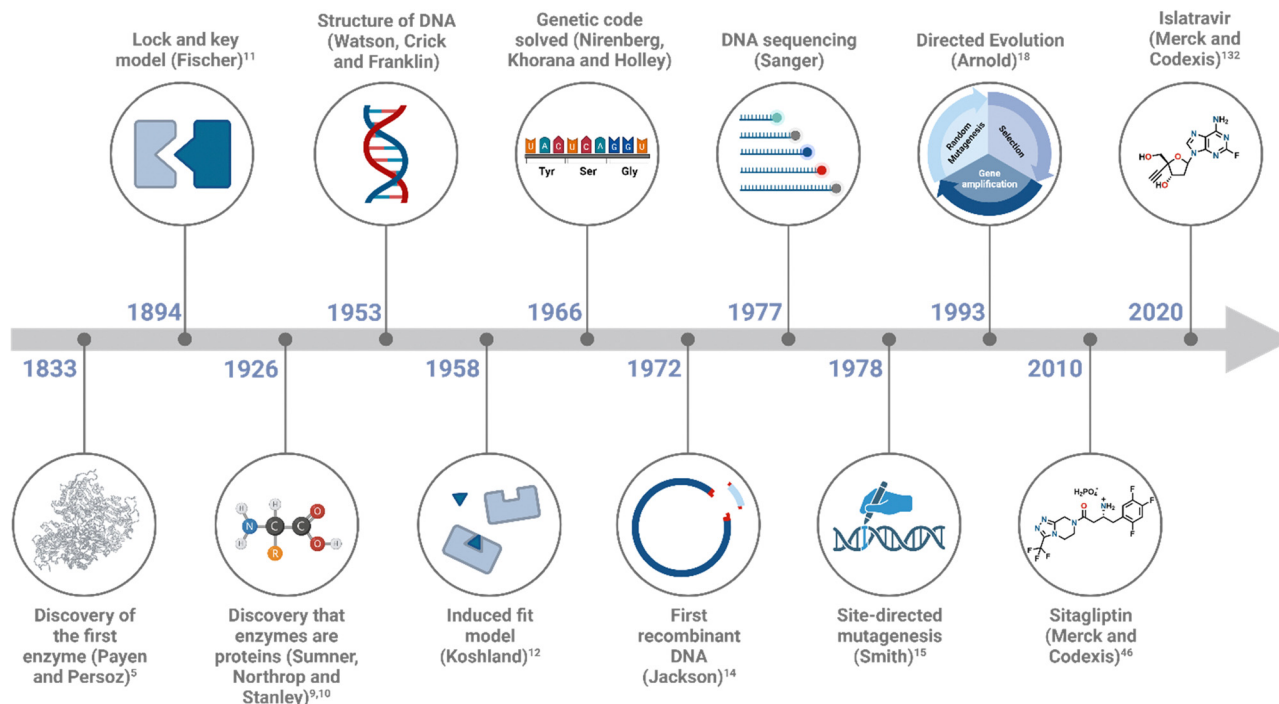 Lock and key
model (Fischer)11
Structure of DNA
(Watson, Crick
and Franklin)
Genetic code
solved (Nirenberg,
Khorana and Holley)
DNA sequencing
(Sanger)
Directed Evolution
(Arnold)18
Islatravir
(Merck and
Codexis)132
U A C U C A G G U
Tyr Ser Gly
Random
Mutagenesis
Selection
Gene
amplification
NH2
N
N
N
N
F
HO
O
HO
1894
1953
1966
1977
1993
2020
1833
1926
1958
1972
1978
2010
H
H
N
H
C
C
O
O
H
R
H2PO4-
O
+
NH2
F
F
F
N
N
N
N
F
F
F
Discovery of
the first
enzyme (Payen
and Persoz)5
Discovery that
enzymes are
proteins (Sumner,
Northrop and
Stanley)9,10
Induced fit
model
(Koshland)12
First
recombinant
DNA
(Jackson)14
Site-directed
mutagenesis
(Smith)15
Sitagliptin
(Merck and
Codexis)46